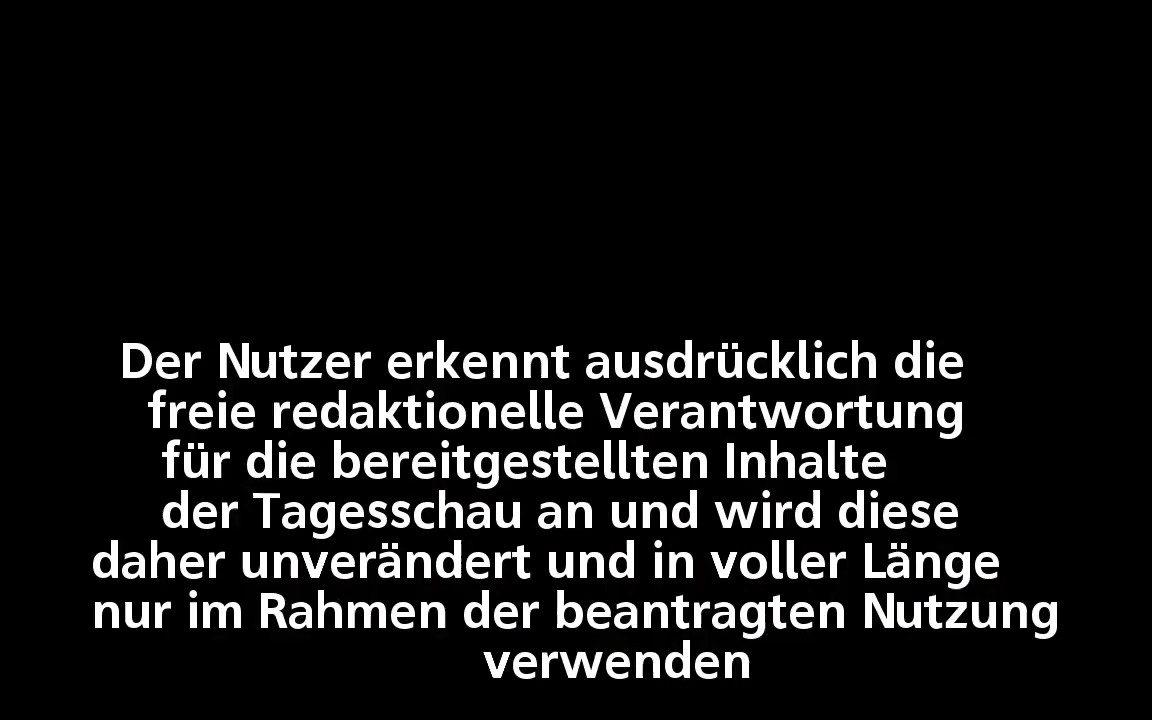 Der Nutzer erkennt ausdrücklich die
freie redaktionelle Verantwortung
für die bereitgestellten Inhalte
der Tagesschau an und wird diese
daher unverändert und in voller Länge
nur im Rahmen der beantragten Nutzung
verwenden